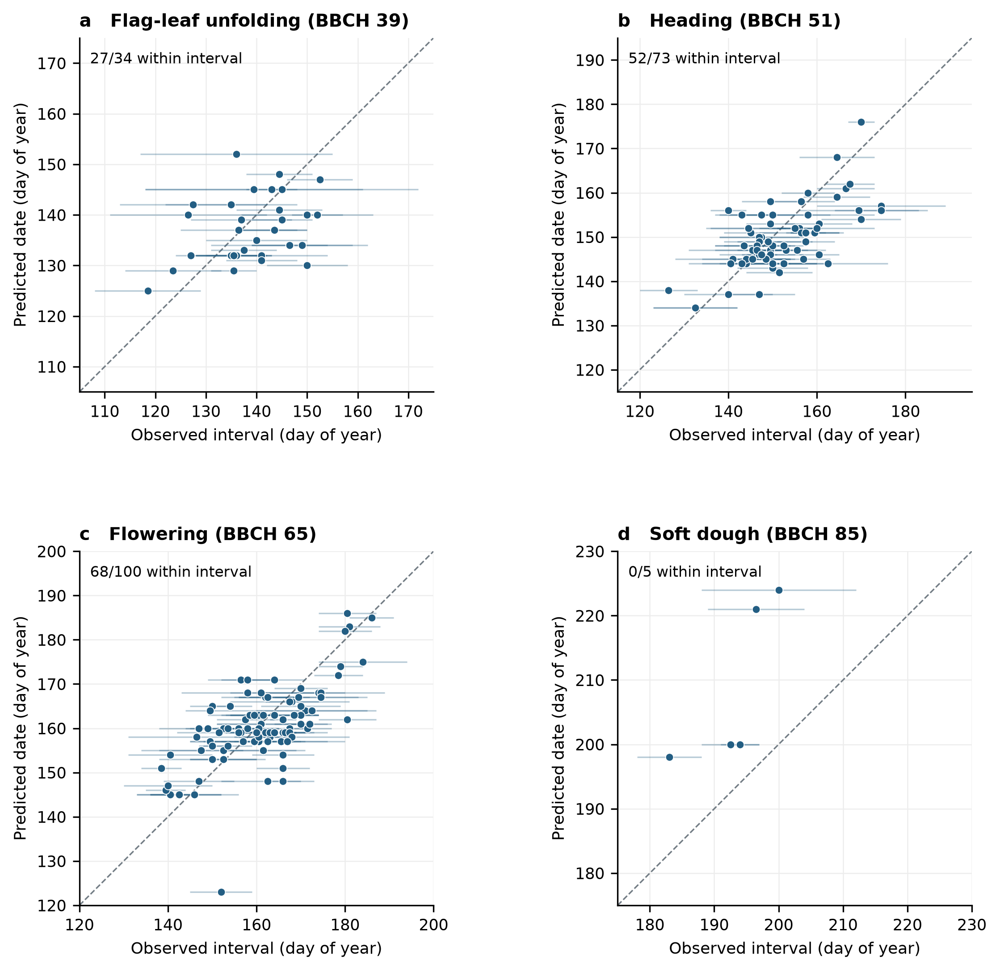 a Flag-leaf unfolding (BBCH 39)
27/34 within interval
170
160
150
140
130
120
110
Predicted date (day of year)
110 120 130 140 150 160 170
Observed interval (day of year)
b Heading (BBCH 51)
52/73 within interval
190
180
170
160
150
140
130
120
Predicted date (day of year)
120 140 160 180
Observed interval (day of year)
c Flowering (BBCH 65)
68/100 within interval
200
190
180
170
160
150
140
130
120
Predicted date (day of year)
120 140 160 180 200
Observed interval (day of year)
d Soft dough (BBCH 85)
0/5 within interval
230
220
210
200
190
180
Predicted date (day of year)
180 190 200 210 220 230
Observed interval (day of year)